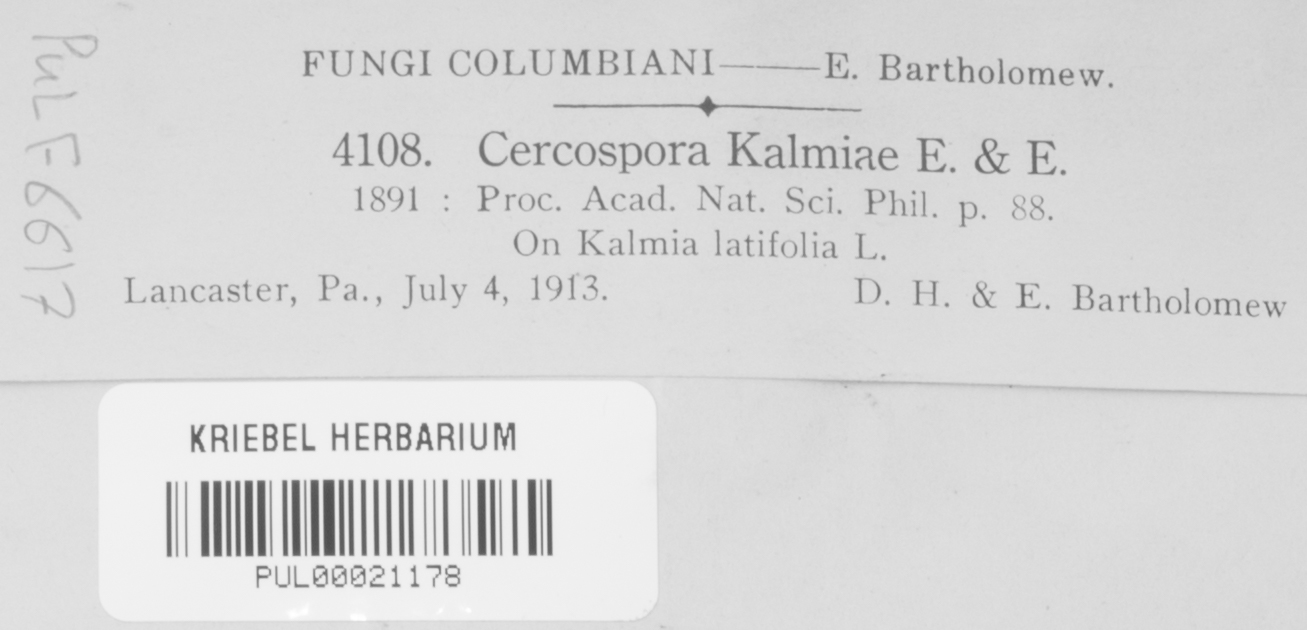 FUNGI COLUMBIANI——E. Bartholomew.
4108. Cercospora Kalmiae E. & E.
1891 : Proc. Acad. Nat. Sci. Phil. p. 88.
On Kalmia latifolia L.
Lancaster, Pa., July 4, 1913. D. H. & E. Bartholomew
PUL F6617
KRIEBEL HERBARIUM
PUL00021178